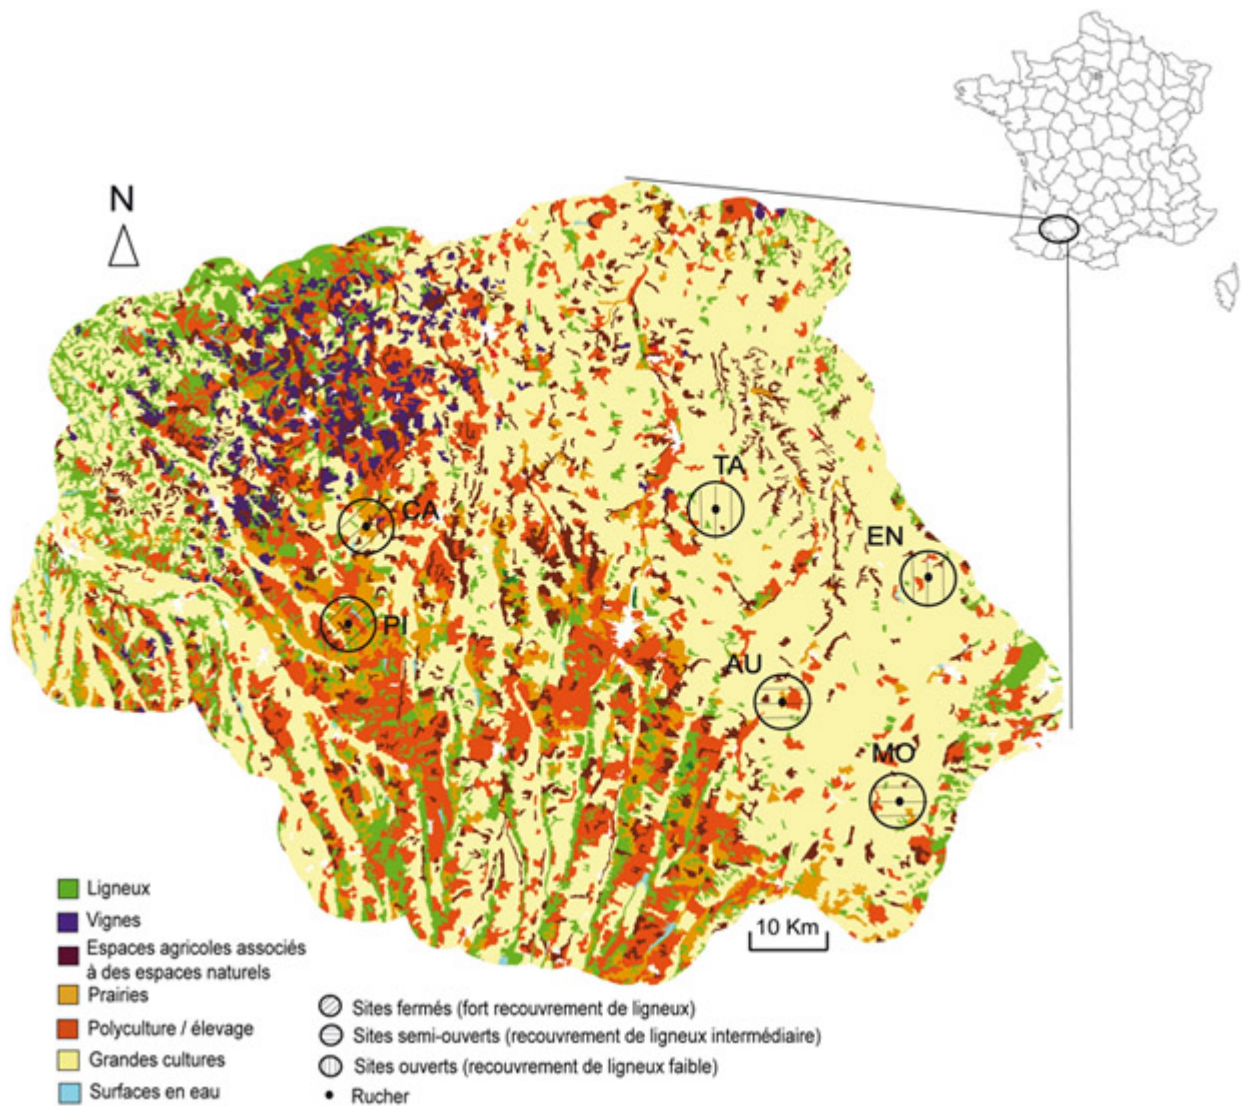 N
TA
CA
EN
PI
AU
MO
10 Km
Ligneux
Vignes
Espaces agricoles associés
à des espaces naturels
Prairies
Polyculture / élevage
Grandes cultures
Surfaces en eau
Sites fermés (fort recouvrement de ligneux)
Sites semi-ouverts (recouvrement de ligneux intermédiaire)
Sites ouverts (recouvrement de ligneux faible)
Rucher